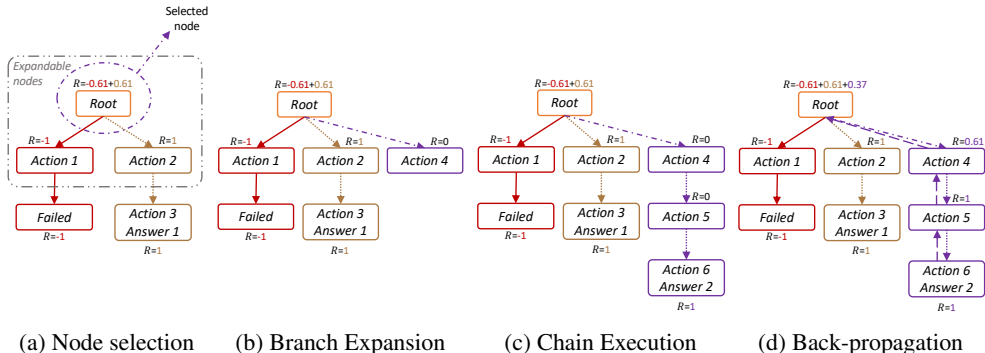 Selected
node
Expandable
nodes
R=-0.61+0.61
Root
R=-1
R=1
Action 1
Action 2
Failed
R=-1
Action 3
Answer 1
R=1
(a) Node selection
R=-0.61+0.61
Root
R=-1
R=1
R=0
Action 1
Action 2
Action 4
Failed
R=-1
Action 3
Answer 1
R=1
(b) Branch Expansion
R=-0.61+0.61
Root
R=-1
R=1
R=0
Action 1
Action 2
Action 4
R=0
Failed
R=-1
Action 3
Answer 1
R=1
Action 5
Action 6
Answer 2
R=1
(c) Chain Execution
R=-0.61+0.61+0.37
Root
R=-1
R=1
R=0.61
Action 1
Action 2
Action 4
R=1
Failed
R=-1
Action 3
Answer 1
R=1
Action 5
Action 6
Answer 2
R=1
(d) Back-propagation